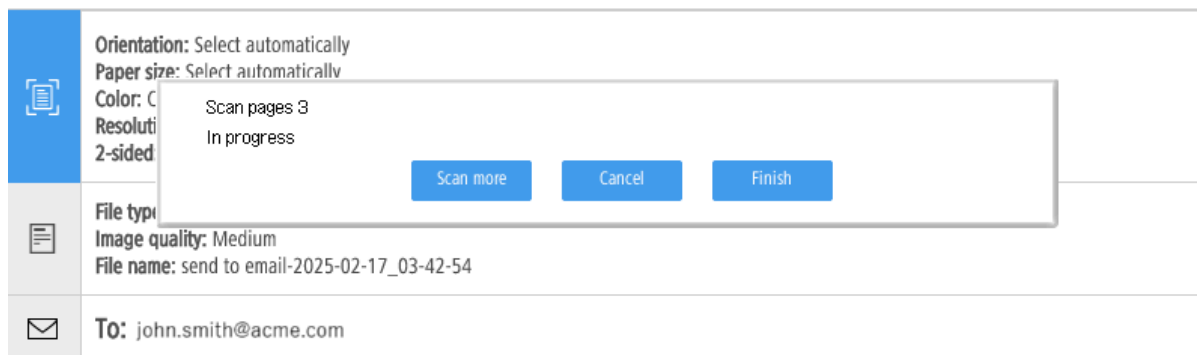 Orientation: Select automatically
Paper size: Select automatically
Color:
Scan pages 3
Resoluti
In progress
2-sided
Scan more Cancel Finish
File type
Image quality: Medium
File name: send to email-2025-02-17_03-42-54
To: john.smith@acme.com